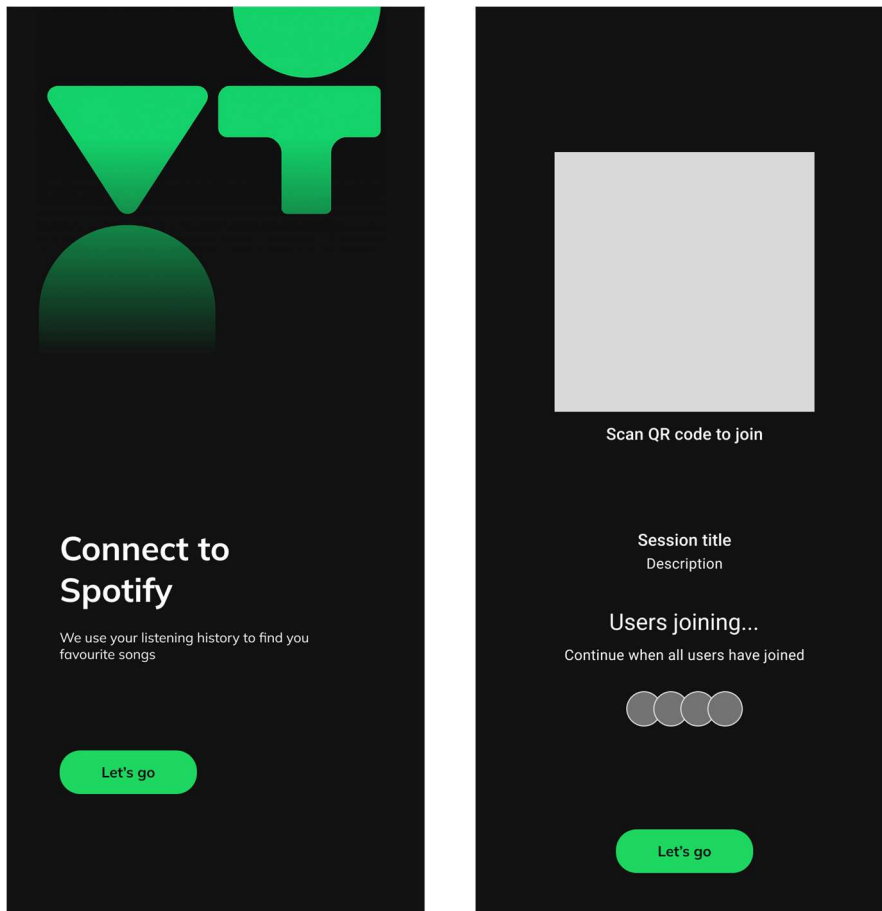 Connect to
Spotify
We use your listening history to find you
favourite songs
Let's go
Scan QR code to join
Session title
Description
Users joining...
Continue when all users have joined
Let's go